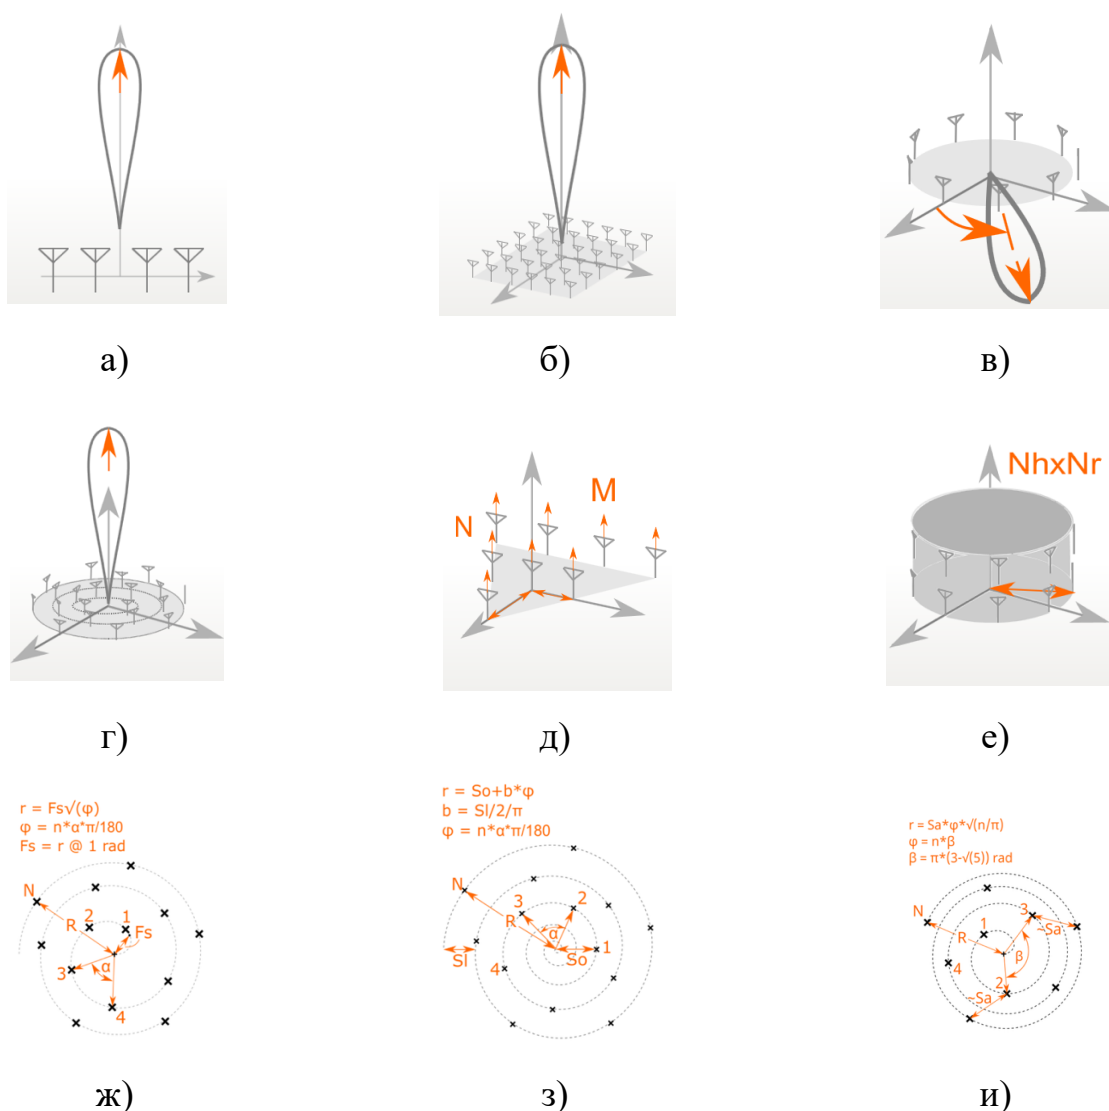 а)
б)
в)
N
M
NhxNr
г)
д)
е)
r = Fs√(φ)
φ = n*α*π/180
Fs = r @ 1 rad
N
2
1
R
Fs
3
α
4
r = So+b*φ
b = Sl/2/π
φ = n*α*π/180
N
3
2
R
α
Sl
4
So
1
r = Sa*φ*√(n/π)
φ = n*β
β = π*(3-√(5)) rad
N
1
3
R
~Sa
4
β
2
~Sa
ж)
з)
и)